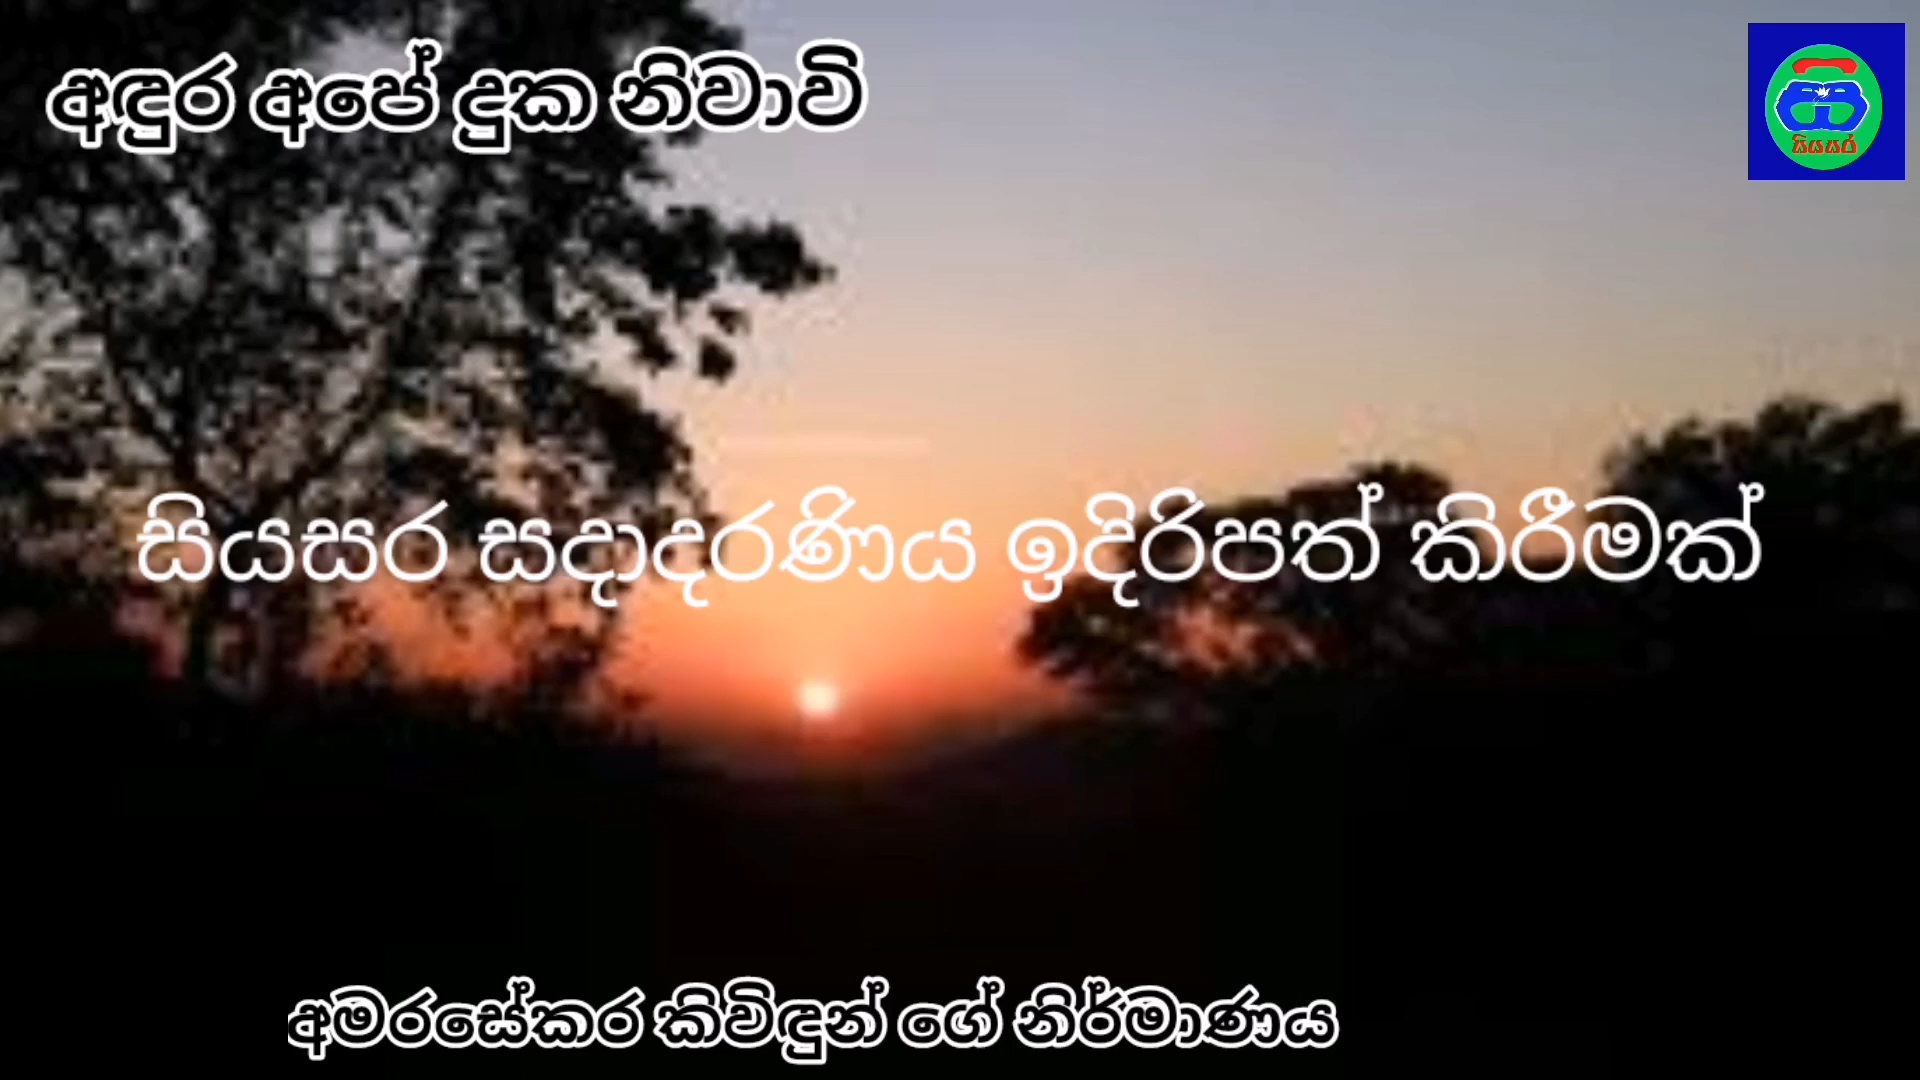 අඳුර අපේ දුක නිවාවි
සියසර
සියසර සදාදරණිය ඉදිරිපත් කිරීමක්
අමරසේකර කිවිඳුන් ගේ නිර්මාණය